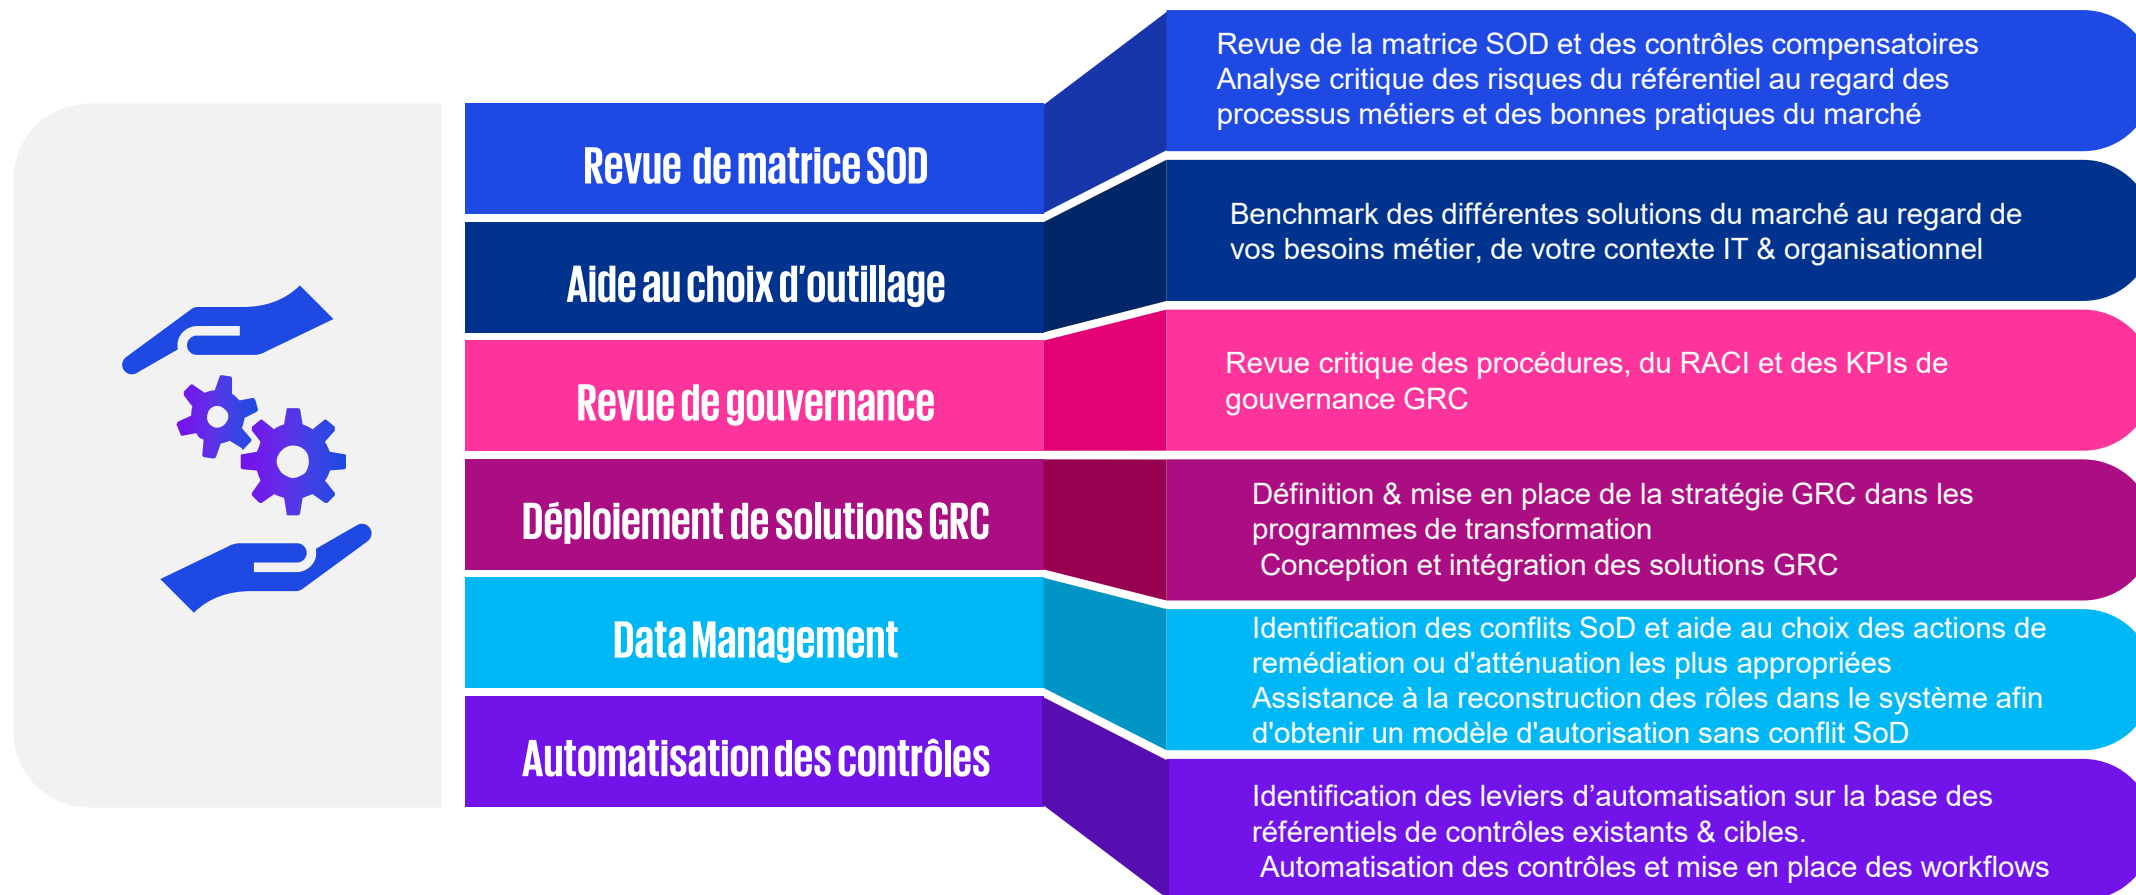 Revue de matrice SOD
Revue de la matrice SOD et des contrôles compensatoires
Analyse critique des risques du référentiel au regard des
processus métiers et des bonnes pratiques du marché
Aide au choix d'outillage
Benchmark des différentes solutions du marché au regard de
vos besoins métier, de votre contexte IT & organisationnel
Revue de gouvernance
Revue critique des procédures, du RACI et des KPIs de
gouvernance GRC
Déploiement de solutions GRC
Définition & mise en place de la stratégie GRC dans les
programmes de transformation
Conception et intégration des solutions GRC
Data Management
Identification des conflits SoD et aide au choix des actions de
remédiation ou d'atténuation les plus appropriées
Assistance à la reconstruction des rôles dans le système afin
d'obtenir un modèle d'autorisation sans conflit SoD
Automatisation des contrôles
Identification des leviers d’automatisation sur la base des
référentiels de contrôles existants & cibles.
Automatisation des contrôles et mise en place des workflows